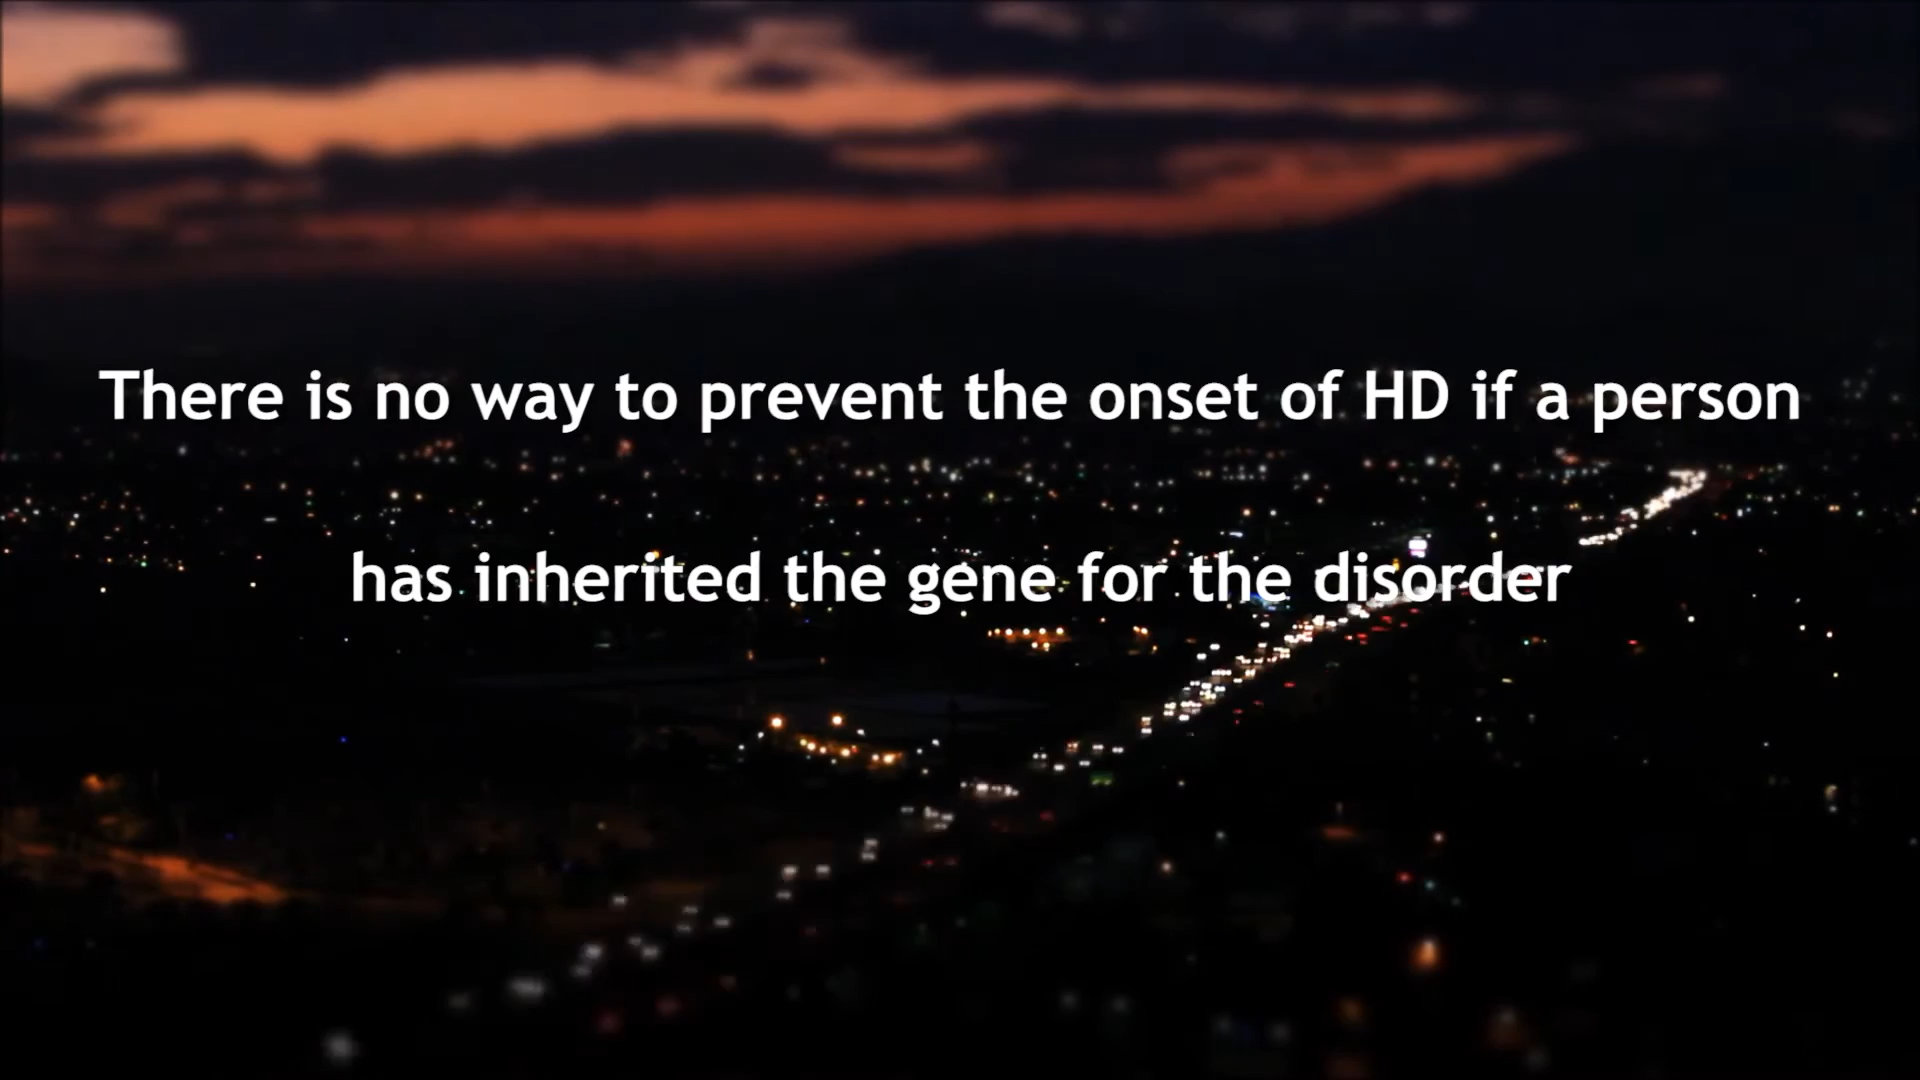 There is no way to prevent the onset of HD if a person
has inherited the gene for the disorder